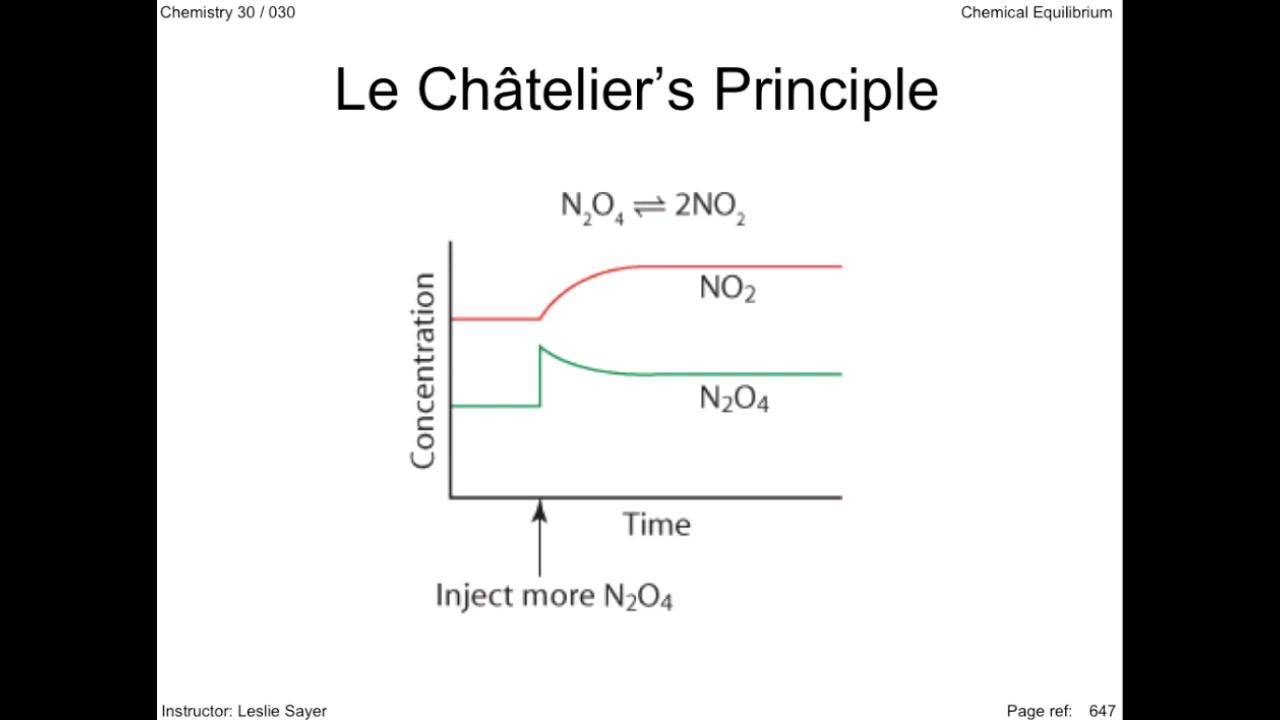 Chemistry 30 / 030
Chemical Equilibrium
Le Châtelier’s Principle
N₂O₄ ⇌ 2NO₂
Concentration
NO₂
N₂O₄
Time
Inject more N₂O₄
Instructor: Leslie Sayer
Page ref: 647